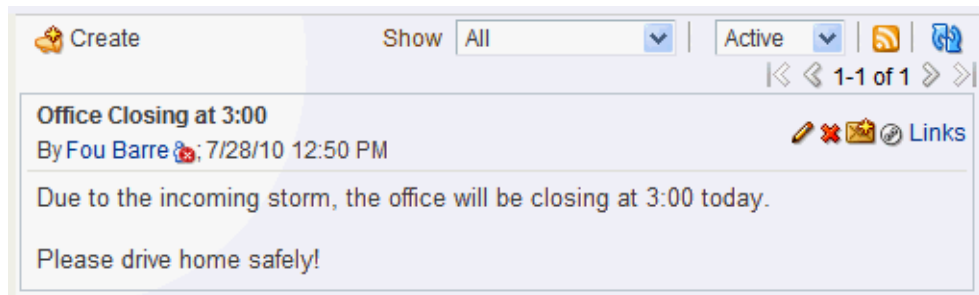 Create Show All Active
1-1 of 1
Office Closing at 3:00
By Fou Barre; 7/28/10 12:50 PM Links
Due to the incoming storm, the office will be closing at 3:00 today.
Please drive home safely!